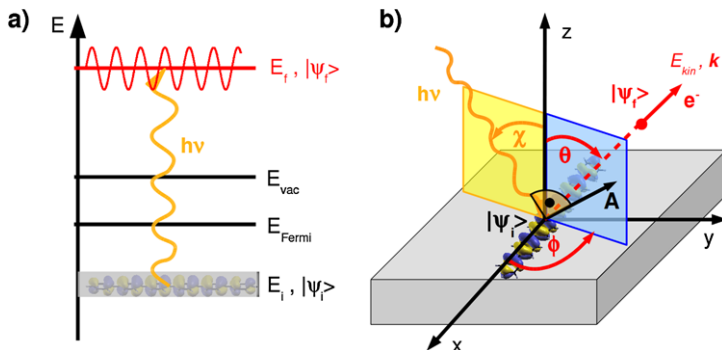 a)
E
E_f , |ψ_f>
hν
E_vac
E_Fermi
E_i , |ψ_i>
b)
z
hν
χ
θ
|ψ_f>
E_kin, k
e⁻
A
|ψ_i>
ϕ
y
x